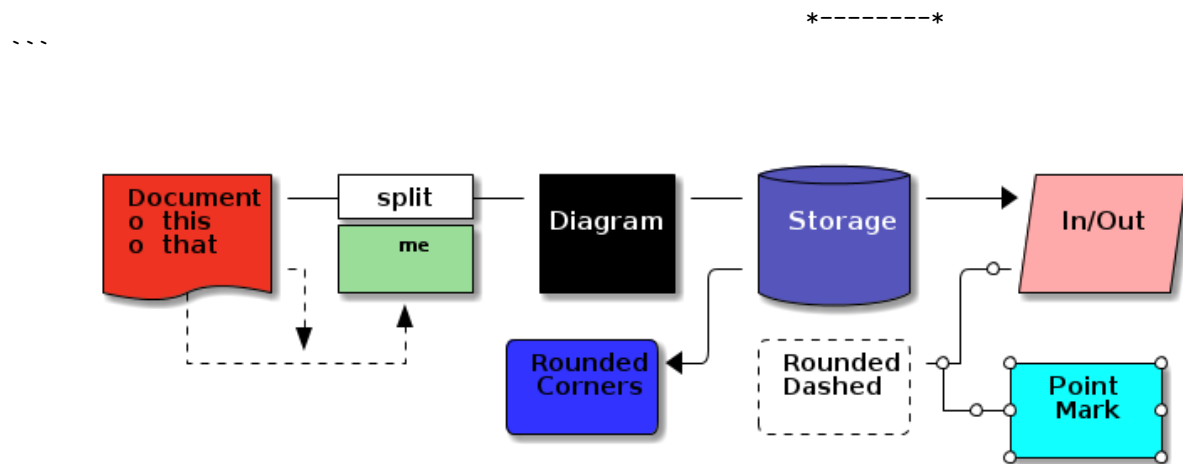 *--------*
```
Document
o this
o that
split
me
Diagram
Storage
In/Out
Rounded
Corners
Rounded
Dashed
Point
Mark